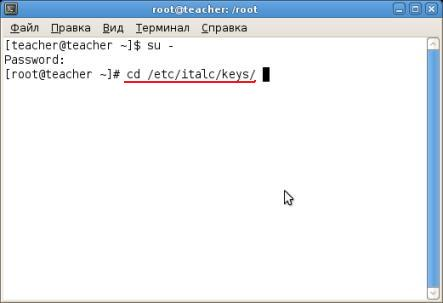 root@teacher: /root
Файл Правка Вид Терминал Справка
[teacher@teacher ~]$ su -
Password:
[root@teacher ~]# cd /etc/italc/keys/